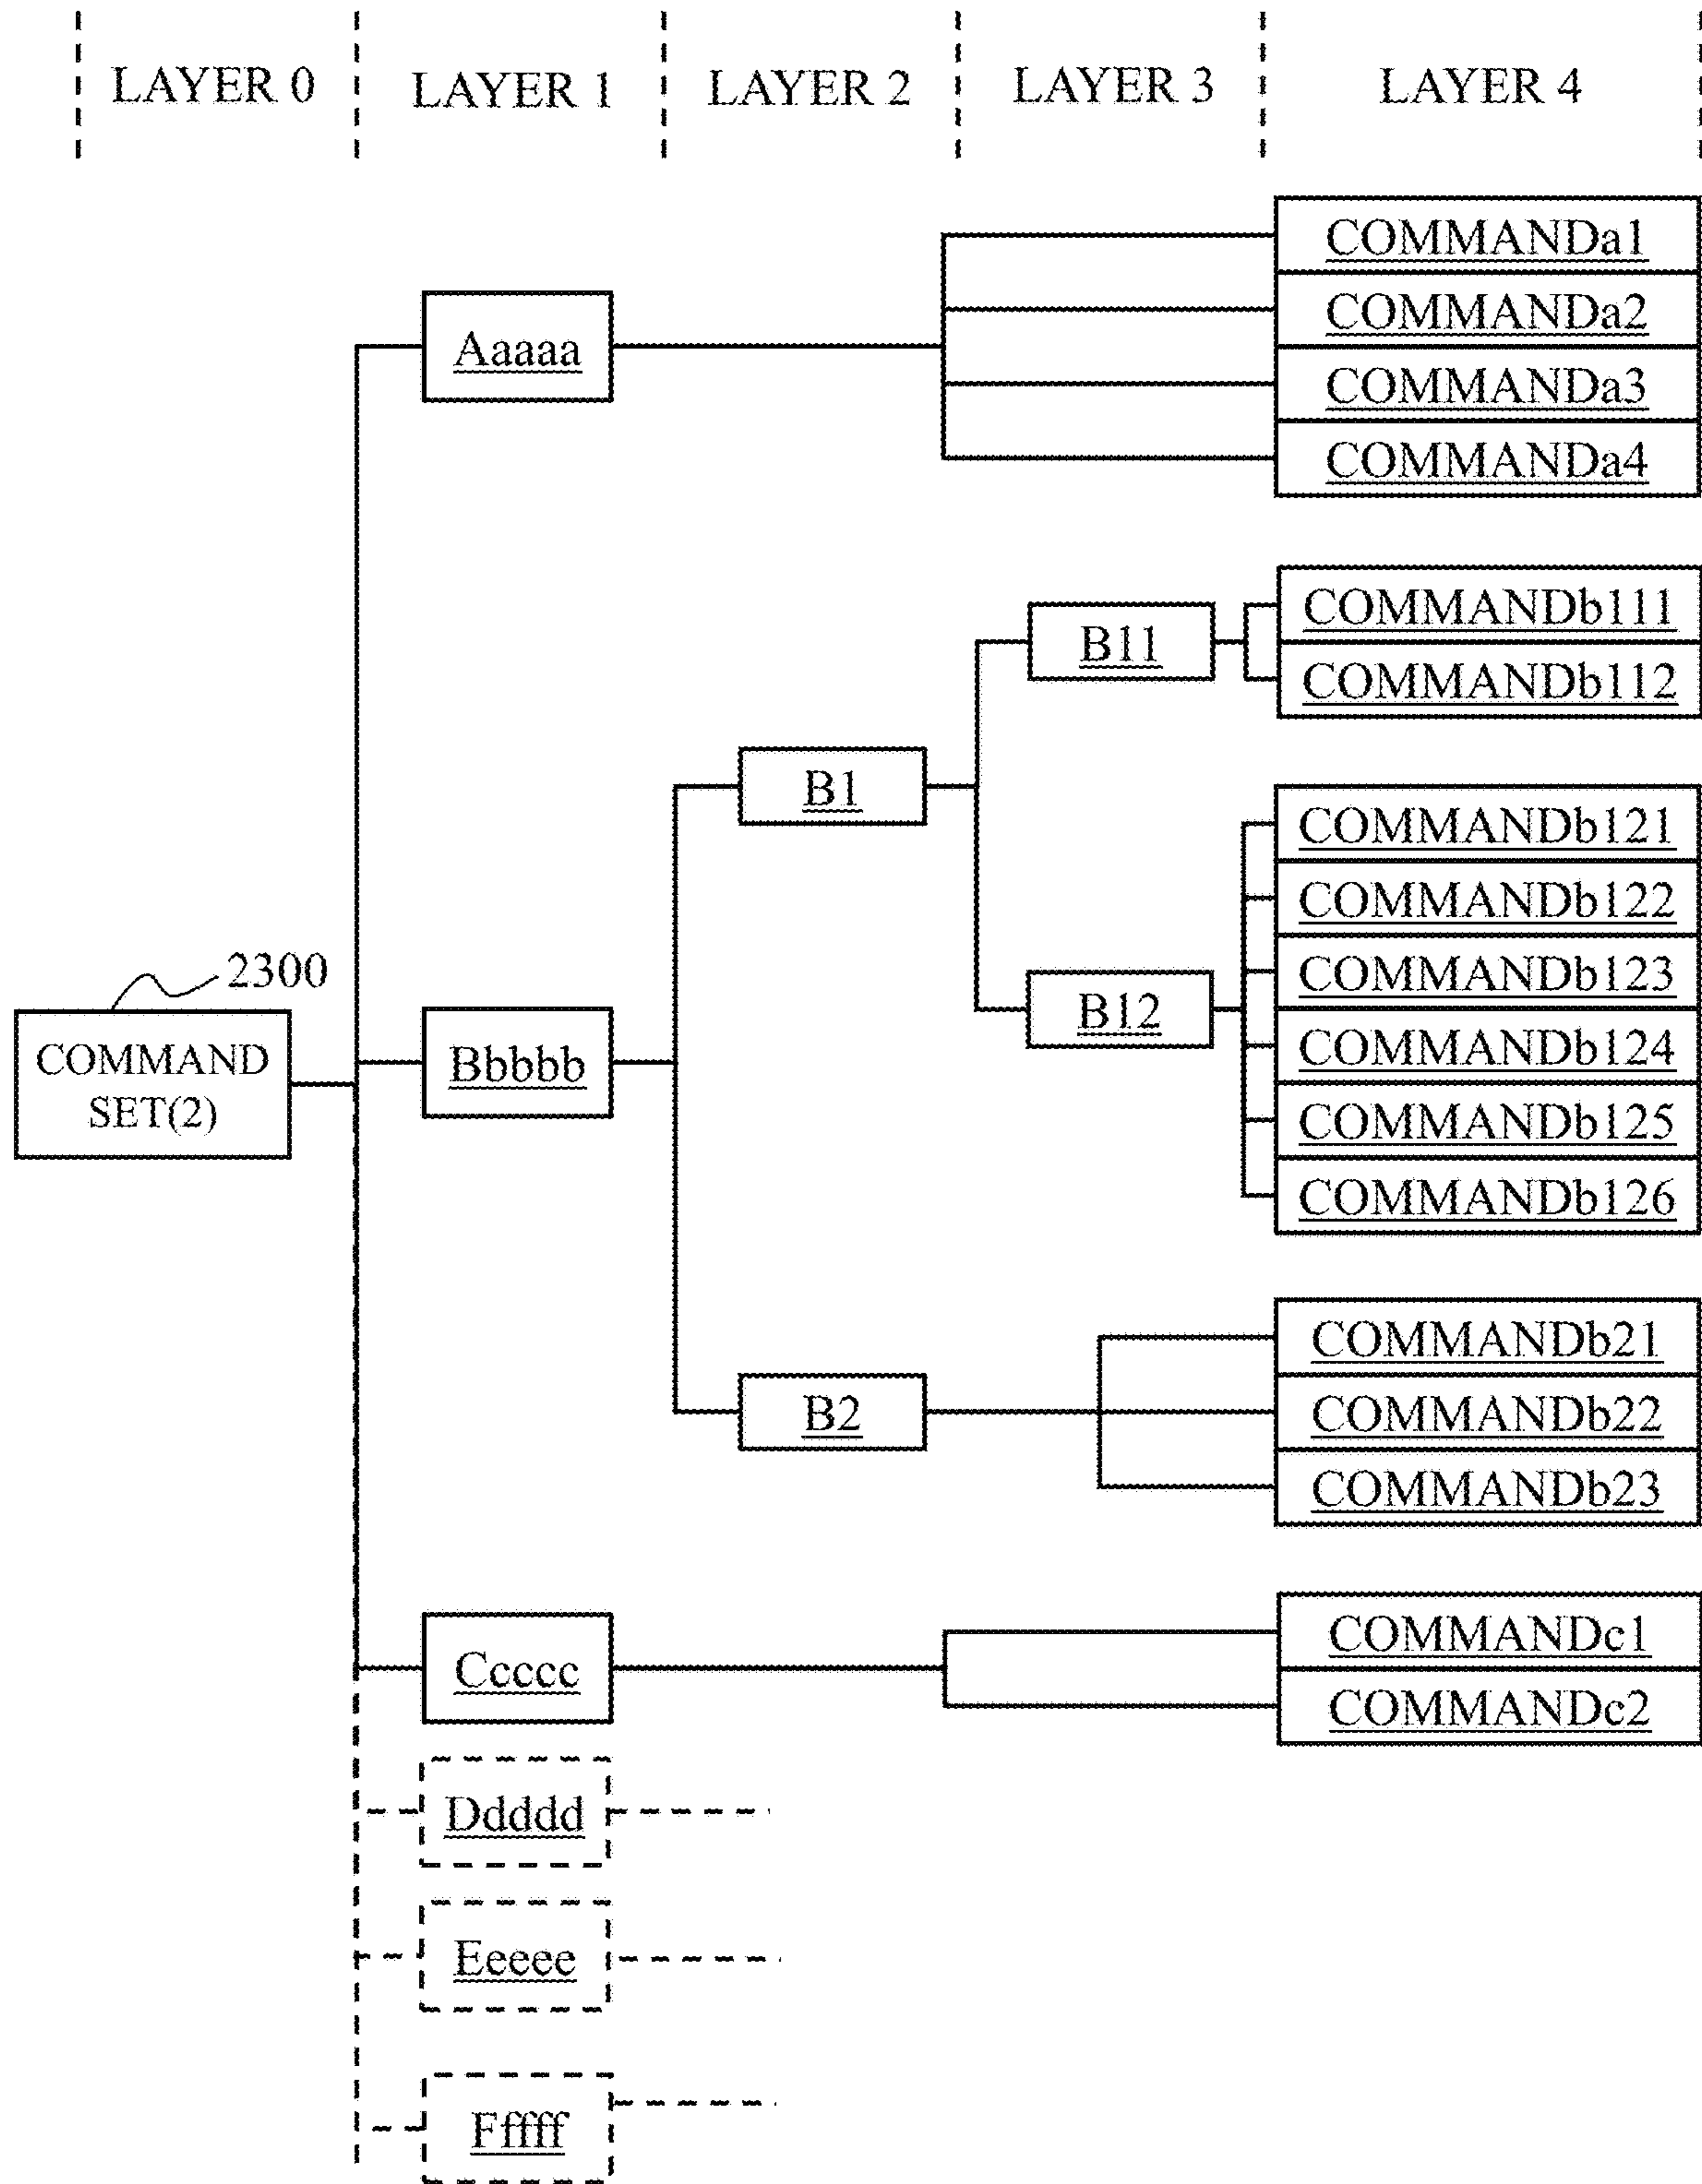 LAYER 0
LAYER 1
LAYER 2
LAYER 3
LAYER 4
COMMANDa1
COMMANDa2
Aaaaa
COMMANDa3
COMMANDa4
COMMANDb111
B11
COMMANDb112
B1
COMMANDb121
COMMANDb122
2300
COMMANDb123
B12
COMMANDb124
COMMAND
SET(2)
Bbbbb
COMMANDb125
COMMANDb126
COMMANDb21
B2
COMMANDb22
COMMANDb23
COMMANDc1
Ccccc
COMMANDc2
Ddddd
Eeeee
Fffff